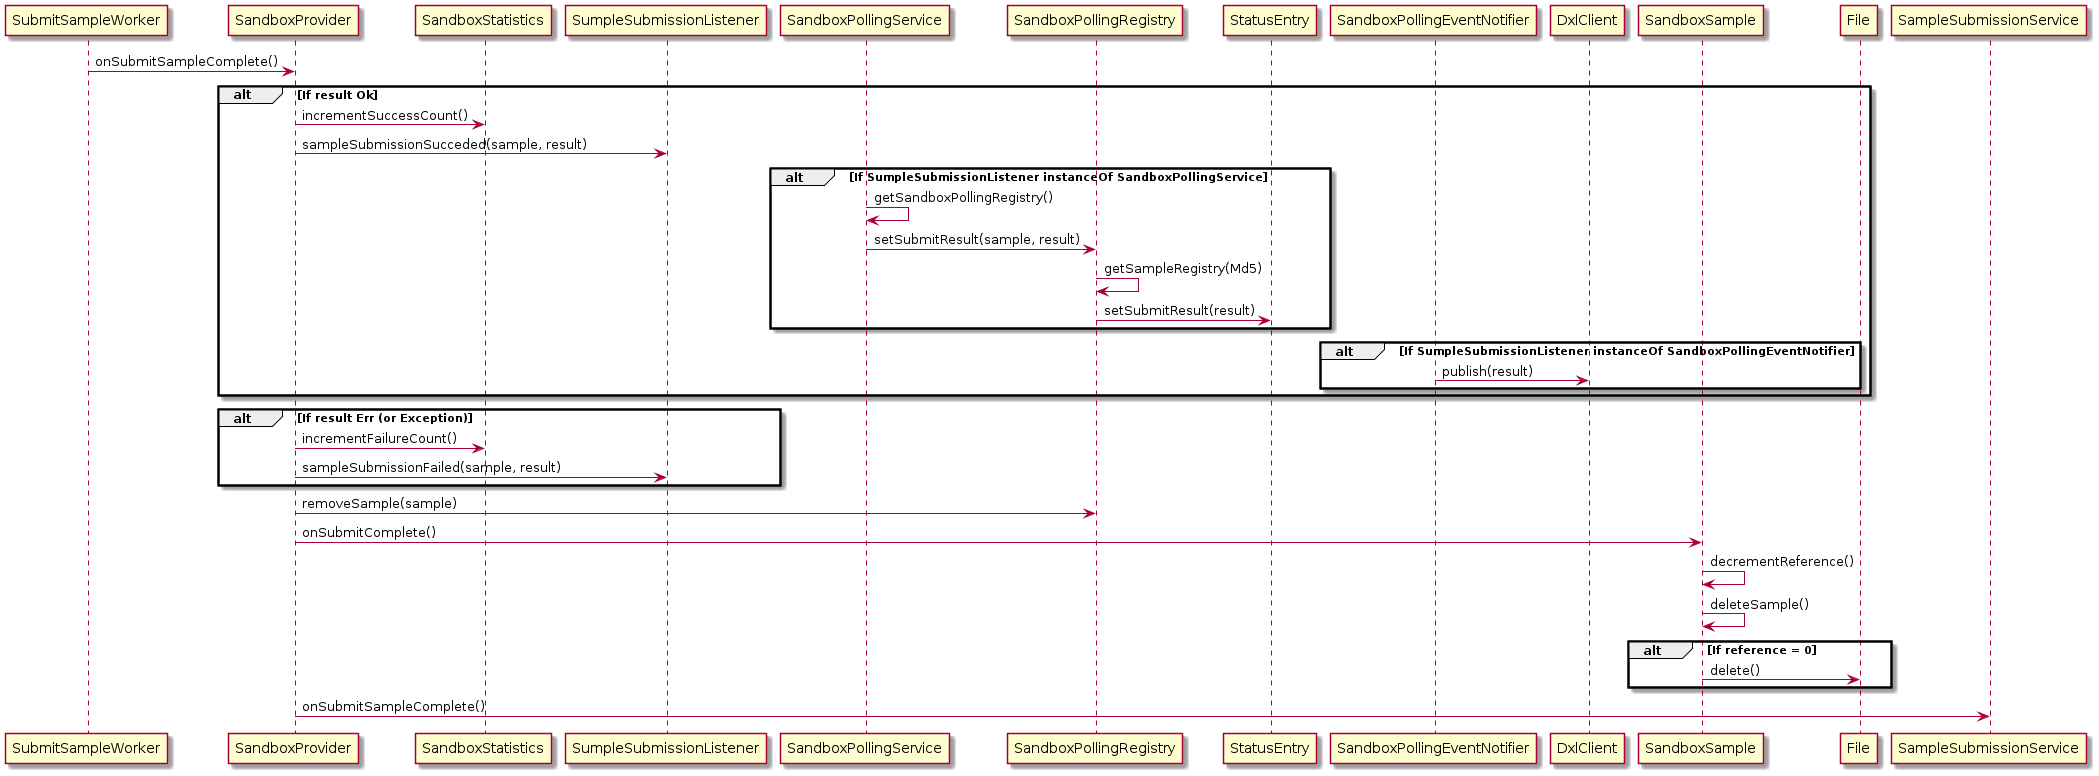 SubmitSampleWorker SandboxProvider SandboxStatistics SumpleSubmissionListener SandboxPollingService SandboxPollingRegistry StatusEntry SandboxPollingEventNotifier DxlClient SandboxSample File SampleSubmissionService
onSubmitSampleComplete()
alt [If result Ok]
incrementSuccessCount()
sampleSubmissionSucceded(sample, result)
alt [If SumpleSubmissionListener instanceOf SandboxPollingService]
getSandboxPollingRegistry()
setSubmitResult(sample, result)
getSampleRegistry(Md5)
setSubmitResult(result)
alt [If SumpleSubmissionListener instanceOf SandboxPollingEventNotifier]
publish(result)
alt [If result Err (or Exception)]
incrementFailureCount()
sampleSubmissionFailed(sample, result)
removeSample(sample)
onSubmitComplete()
decrementReference()
deleteSample()
alt [If reference = 0]
delete()
onSubmitSampleComplete()
SubmitSampleWorker SandboxProvider SandboxStatistics SumpleSubmissionListener SandboxPollingService SandboxPollingRegistry StatusEntry SandboxPollingEventNotifier DxlClient SandboxSample File SampleSubmissionService